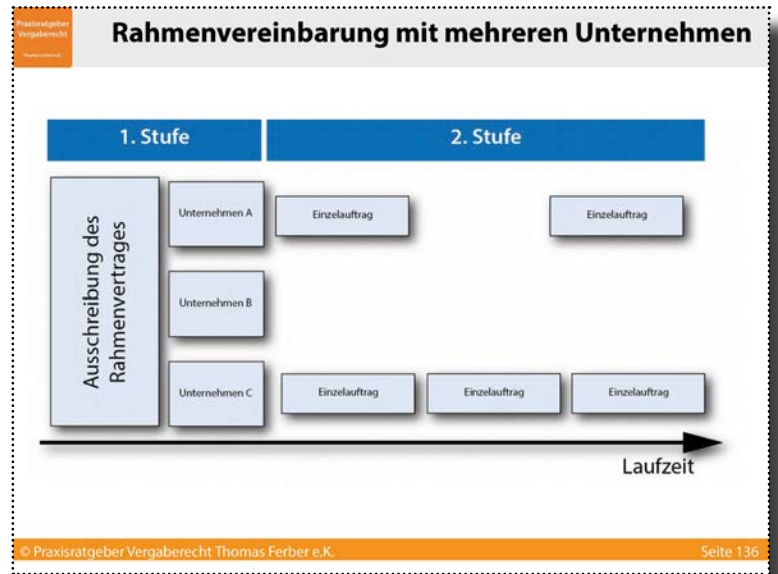 Praxisratgeber
Vergaberecht
Rahmenvereinbarung mit mehreren Unternehmen
1. Stufe
2. Stufe
Ausschreibung des
Rahmenvertrages
Unternehmen A
Einzelauftrag
Einzelauftrag
Unternehmen B
Unternehmen C
Einzelauftrag
Einzelauftrag
Einzelauftrag
Laufzeit
© Praxisratgeber Vergaberecht Thomas Ferber e.K.
Seite 136